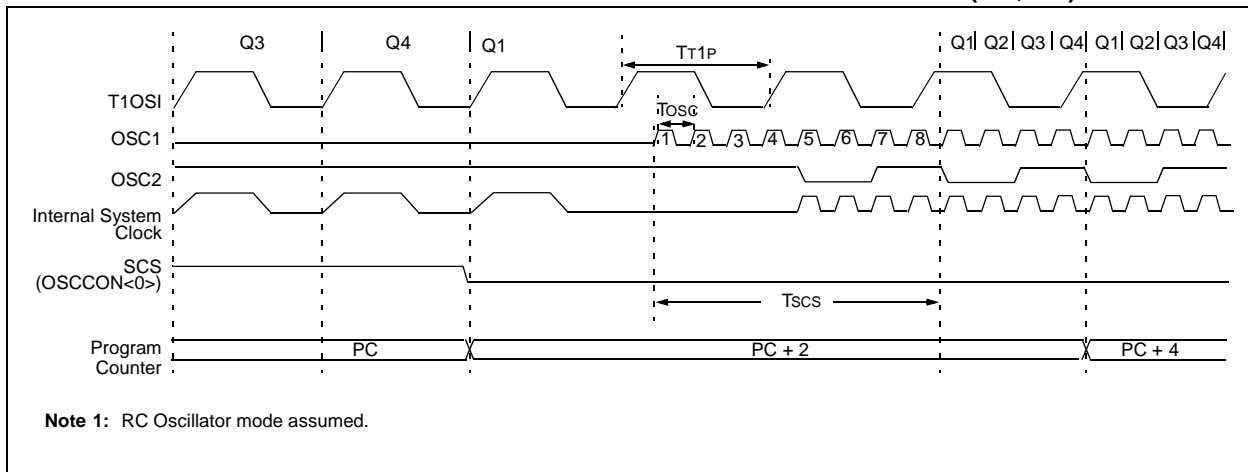 Q3 Q4 Q1 Q1 Q2 Q3 Q4 Q1 Q2 Q3 Q4
TT1P
T1OSI
TOSC
OSC1
1 2 3 4 5 6 7 8
OSC2
Internal System
Clock
SCS
(OSCCON<0>)
TSCS
Program
Counter
PC PC + 2 PC + 4
Note 1: RC Oscillator mode assumed.